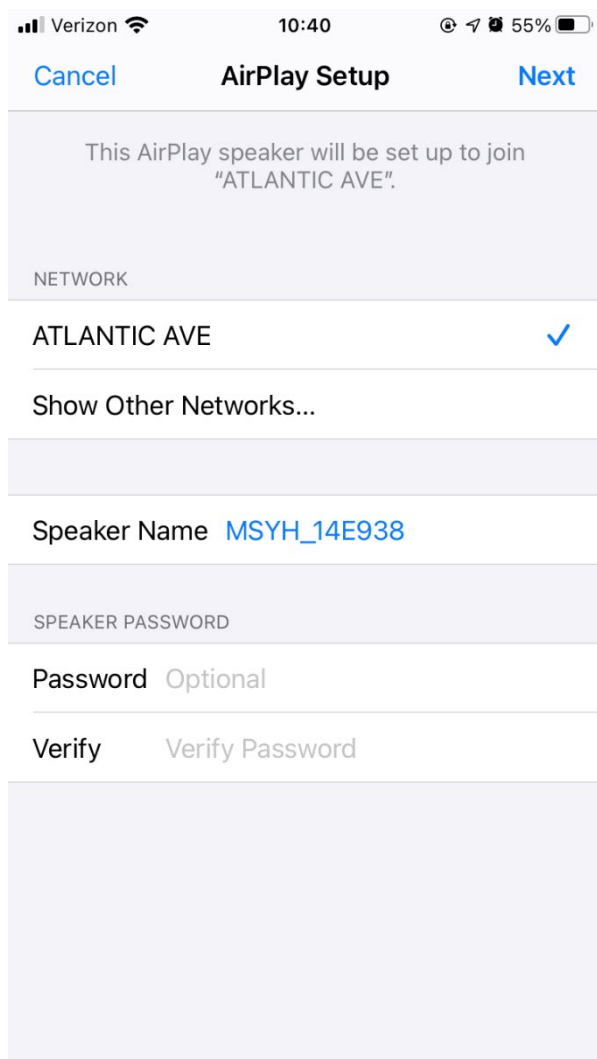 Verizon 10:40 55%
Cancel AirPlay Setup Next
This AirPlay speaker will be set up to join
“ATLANTIC AVE”.
NETWORK
ATLANTIC AVE
Show Other Networks...
Speaker Name MSYH_14E938
SPEAKER PASSWORD
Password Optional
Verify Verify Password